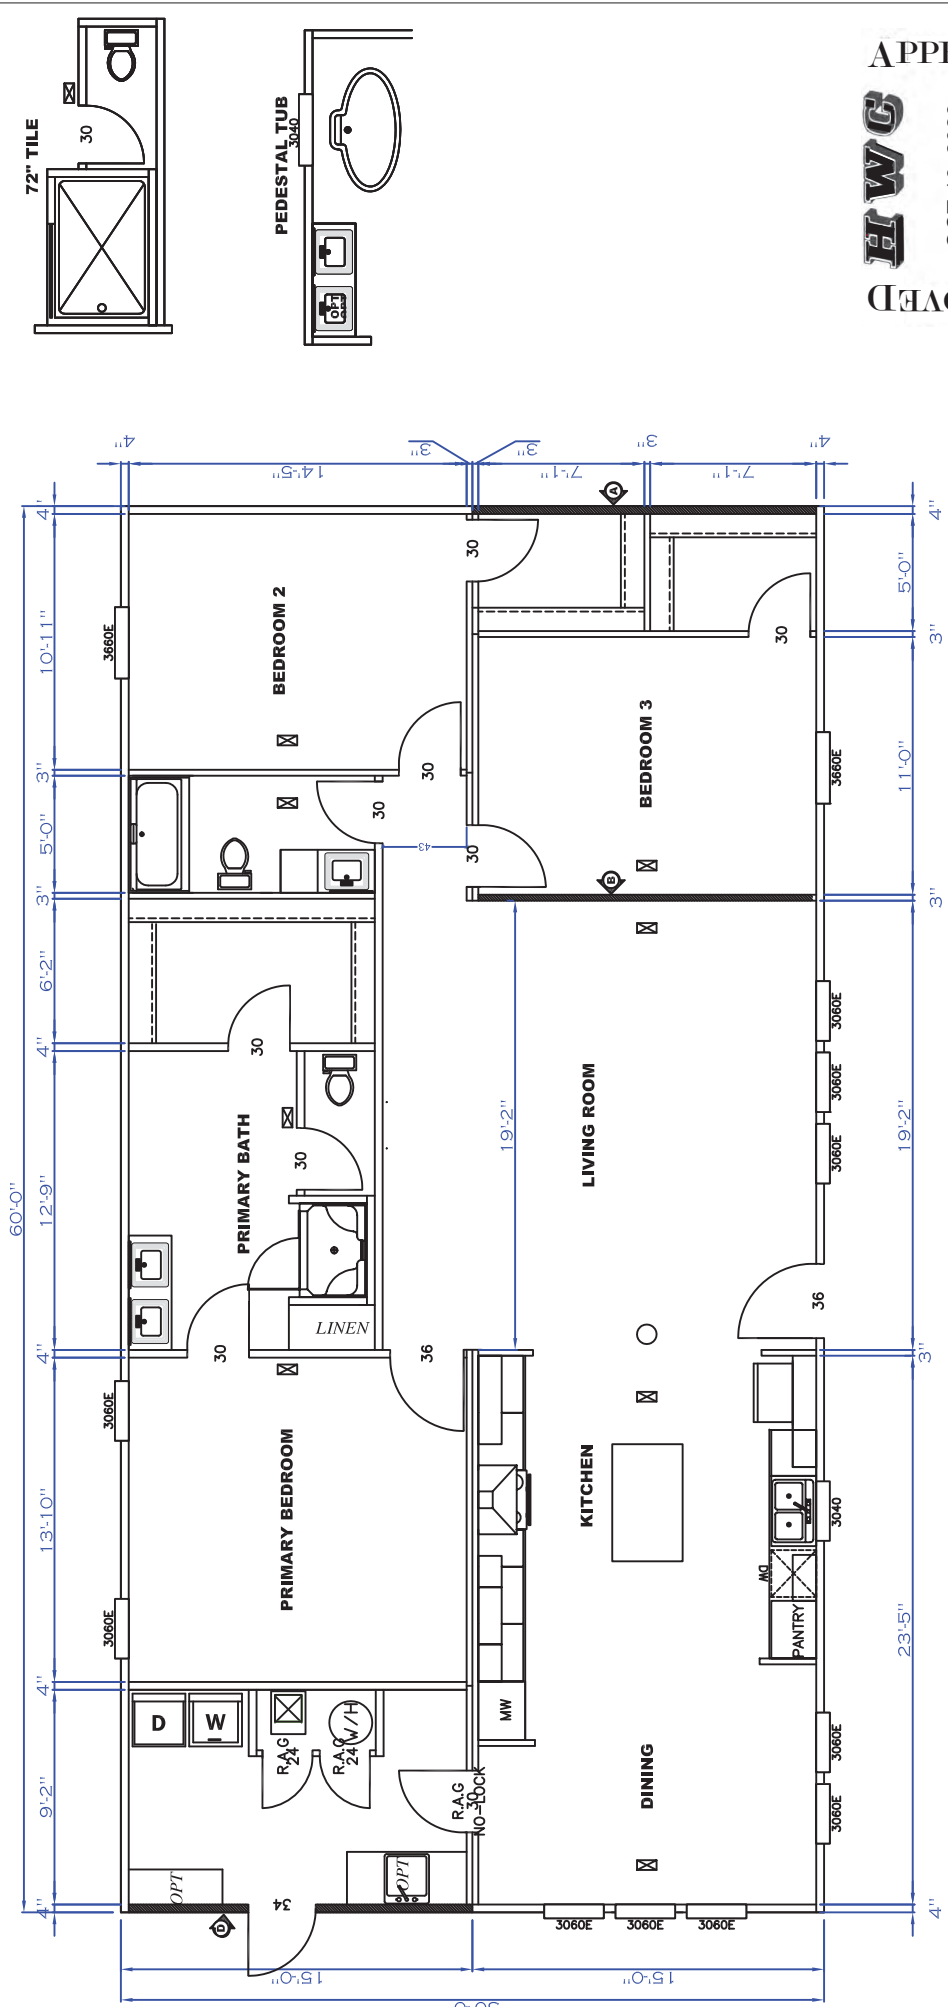 72" TILE
30
PEDESTAL TUB
3040
OPT
OPT
HWG
60'-0"
4"
9'-2"
4"
13'-10"
4"
12'-9"
4"
6'-2"
3"
5'-0"
3"
10'-11"
4"
3060E
3060E
3660E
D
W
R.A.G
24
R.A.G
24
W/H
OPT
OPT
34
D
R.A.G
30
NO-LOCK
PRIMARY BEDROOM
30
36
LINEN
PRIMARY BATH
30
30
30
43
BEDROOM 2
30
30
30
BEDROOM 3
30
A
B
MW
DINING
KITCHEN
LIVING ROOM
19'-2"
PANTRY
DW
36
3060E
3060E
3060E
3060E
3060E
3040
3060E
3060E
3060E
3660E
4"
23'-5"
3"
19'-2"
3"
11'-0"
3"
5'-0"
4"
15'-0"
15'-0"
4"
14'-5"
3"
3"
7'-1"
3"
7'-1"
4"